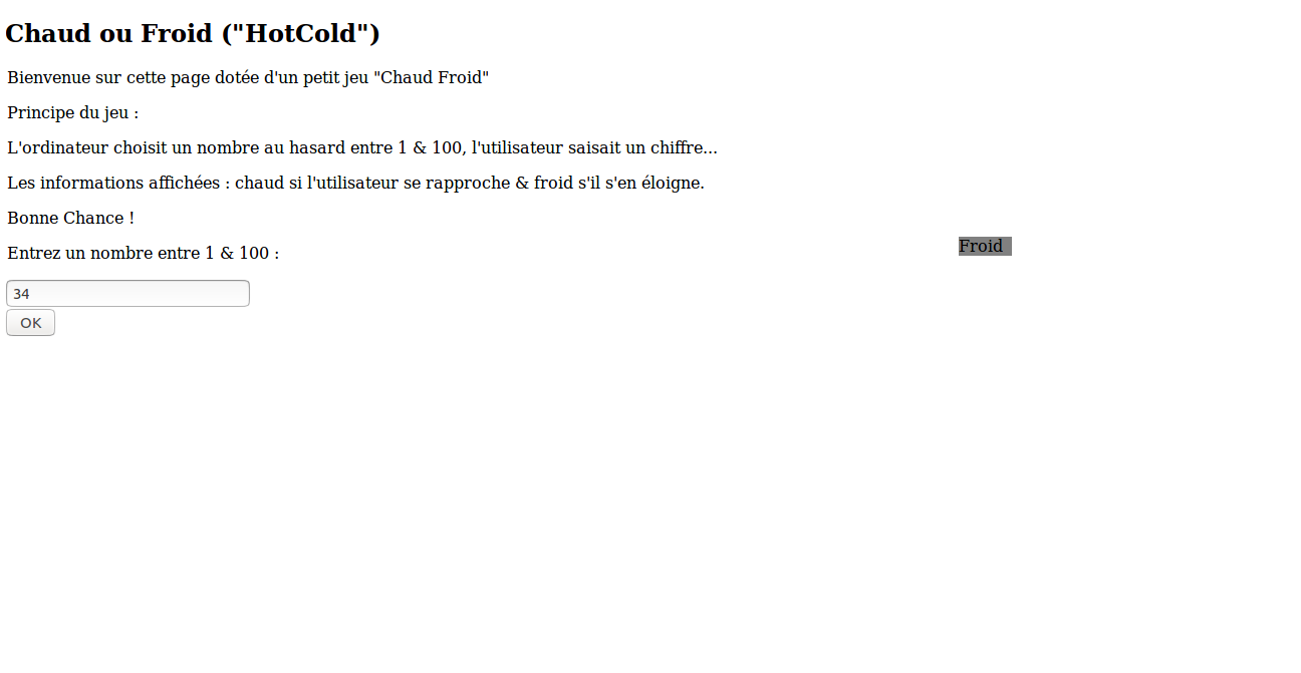 Chaud ou Froid ("HotCold")
Bienvenue sur cette page dotée d'un petit jeu "Chaud Froid"
Principe du jeu :
L'ordinateur choisit un nombre au hasard entre 1 & 100, l'utilisateur saisait un chiffre...
Les informations affichées : chaud si l'utilisateur se rapproche & froid s'il s'en éloigne.
Bonne Chance !
Entrez un nombre entre 1 & 100 :
Froid
34
OK